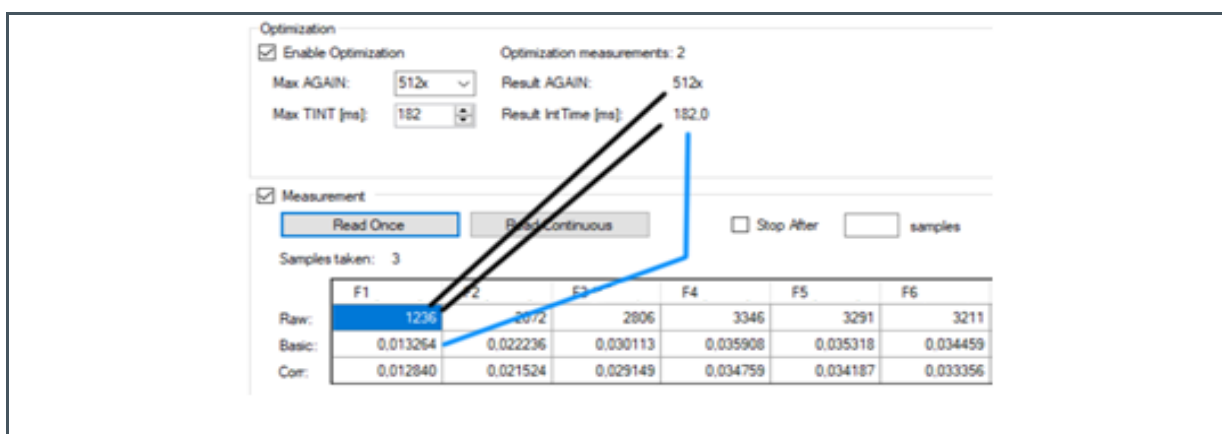 Optimization
Enable Optimization Optimization measurements: 2
Max AGAIN: 512x Result AGAIN: 512x
Max TINT [ms]: 182 Result IntTime [ms]: 182.0
Measurement
Read Once Read Continuous Stop After samples
Samples taken: 3
F1 F2 F3 F4 F5 F6
Raw: 1236 2072 2806 3346 3291 3211
Basic: 0,013264 0,022236 0,030113 0,035908 0,035318 0,034459
Corr: 0,012840 0,021524 0,029149 0,034759 0,034187 0,033356